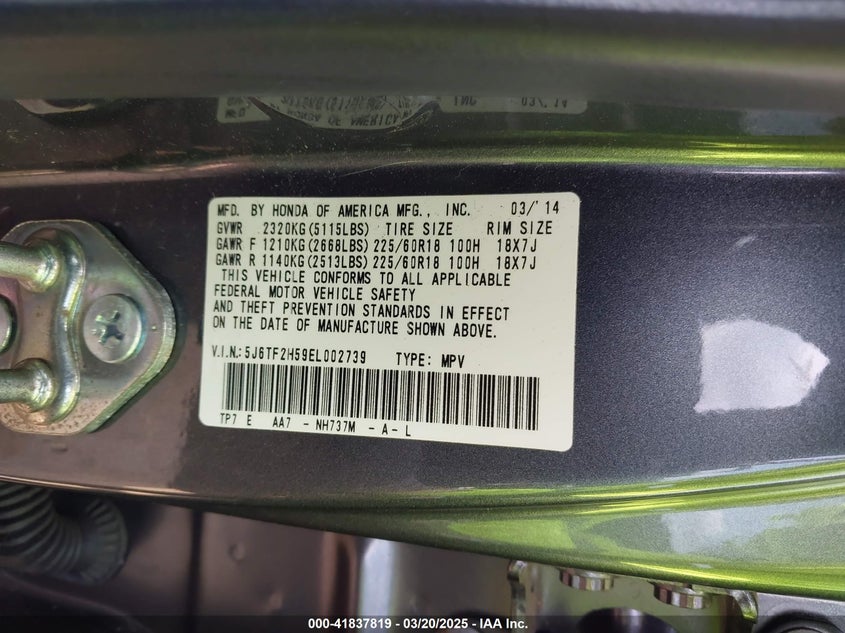 MFD. BY HONDA OF AMERICA MFG., INC. 03/'14
GVWR 2320KG(5115LBS) TIRE SIZE RIM SIZE
GAWR F 1210KG(2668LBS) 225/60R18 100H 18X7J
GAWR R 1140KG(2513LBS) 225/60R18 100H 18X7J
THIS VEHICLE CONFORMS TO ALL APPLICABLE
FEDERAL MOTOR VEHICLE SAFETY
AND THEFT PREVENTION STANDARDS IN EFFECT
ON THE DATE OF MANUFACTURE SHOWN ABOVE.
V.I.N.: 5J6TF2H59EL002739 TYPE: MPV
TP7 E AA7 - NH737M - A - L
000-41837819 - 03/20/2025 - IAA Inc.